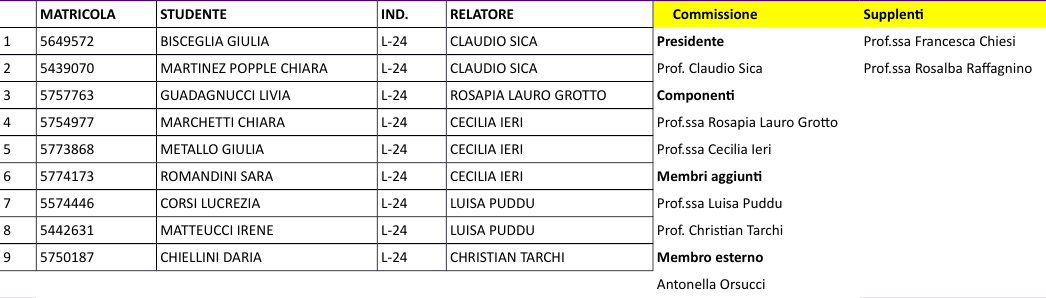 MATRICOLA STUDENTE IND. RELATORE Commissione Supplenti
1 5649572 BISCEGLIA GIULIA L-24 CLAUDIO SICA Presidente Prof.ssa Francesca Chiesi
2 5439070 MARTINEZ POPPLE CHIARA L-24 CLAUDIO SICA Prof. Claudio Sica Prof.ssa Rosalba Raffagnino
3 5757763 GUADAGNUCCI LIVIA L-24 ROSAPIA LAURO GROTTO Componenti
4 5754977 MARCHETTI CHIARA L-24 CECILIA IERI Prof.ssa Rosapia Lauro Grotto
5 5773868 METALLO GIULIA L-24 CECILIA IERI Prof.ssa Cecilia Ieri
6 5774173 ROMANDINI SARA L-24 CECILIA IERI Membri aggiunti
7 5574446 CORSI LUCREZIA L-24 LUISA PUDDU Prof.ssa Luisa Puddu
8 5442631 MATTEUCCI IRENE L-24 LUISA PUDDU Prof. Christian Tarchi
9 5750187 CHIELLINI DARIA L-24 CHRISTIAN TARCHI Membro esterno
Antonella Orsucci